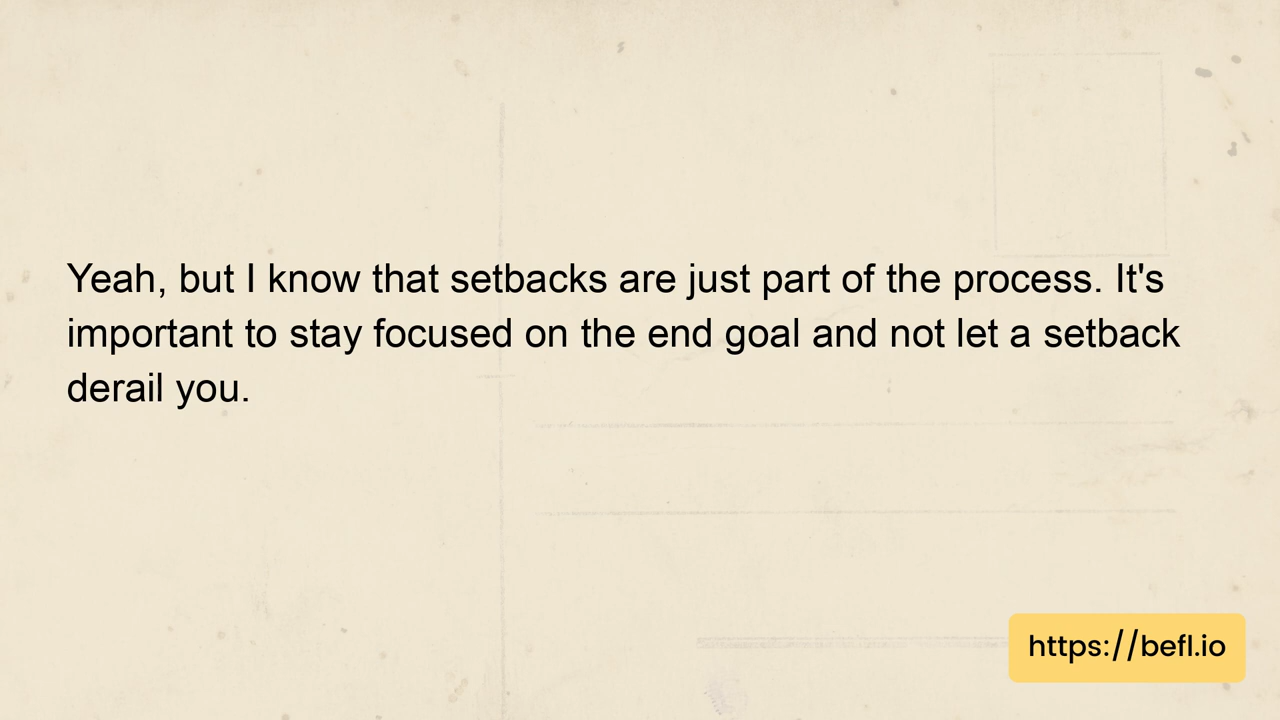 Yeah, but I know that setbacks are just part of the process. It's
important to stay focused on the end goal and not let a setback
derail you.
https://befl.io